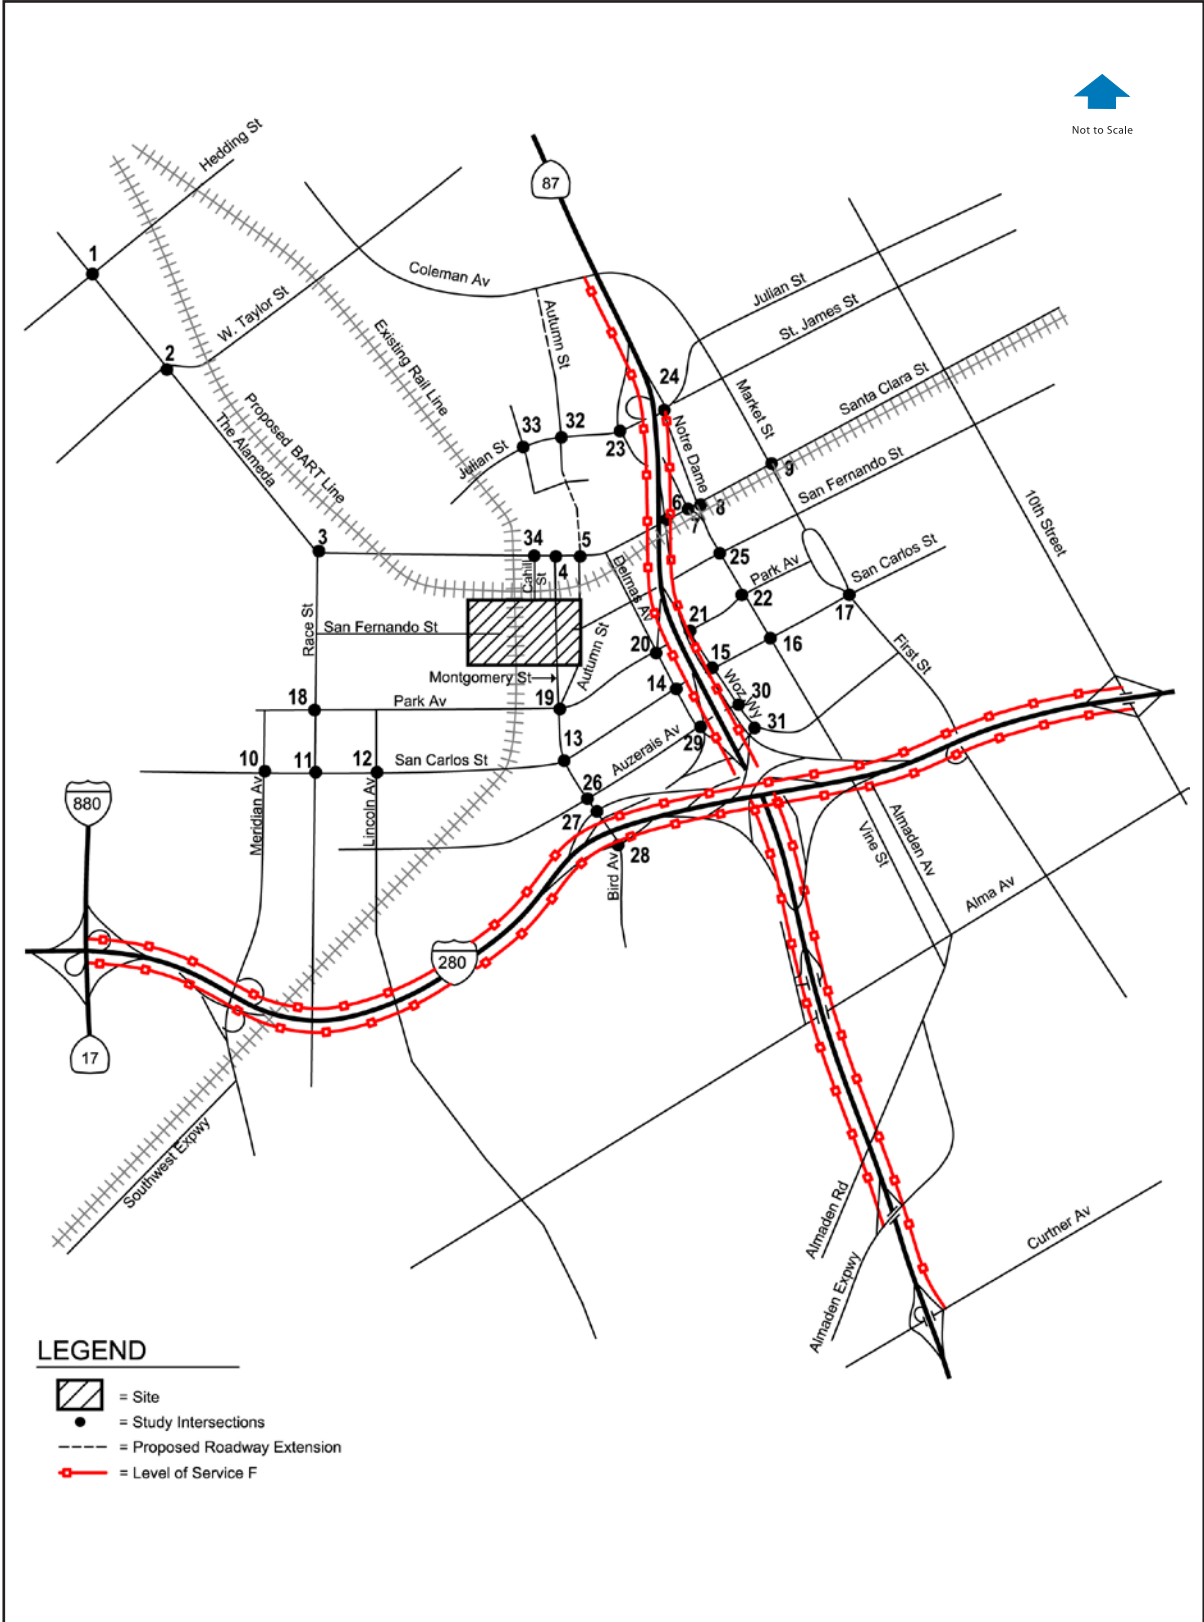 Not to Scale
Hedding St
87
1
Coleman Av
W. Taylor St
Julian St
St. James St
Autumn St
Existing Rail Line
2
24
Market St
Santa Clara St
Proposed BART Line
The Alameda
33
32
23
Notre Dame
Julian St
9
San Fernando St
10th Street
6
7
8
3
34
4
5
Cahill St
Delmas Av
25
Park Av
San Carlos St
22
17
Race St
San Fernando St
21
20
16
First St
Autumn St
Montgomery St
15
Woz Wy
14
30
31
18
Park Av
19
13
29
Auzerais Av
10
11
12
San Carlos St
26
27
28
880
Meridian Av
Lincoln Av
Bird Av
Vine St
Almaden Av
Alma Av
280
17
Southwest Expwy
Almaden Rd
Almaden Expwy
Curtner Av
LEGEND
= Site
= Study Intersections
= Proposed Roadway Extension
= Level of Service F